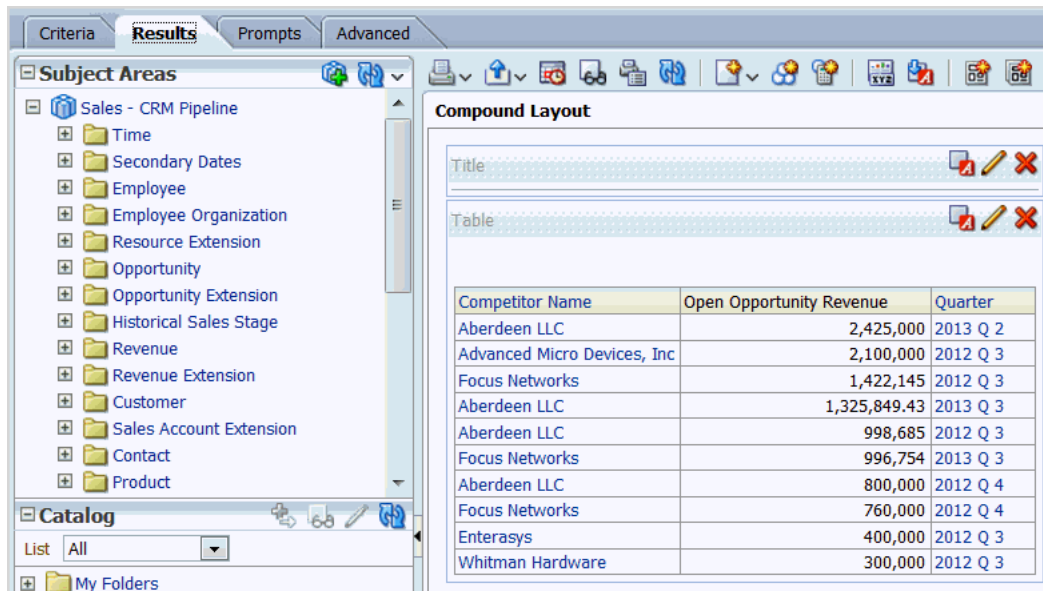 Criteria Results Prompts Advanced
Subject Areas
Sales - CRM Pipeline
Time
Secondary Dates
Employee
Employee Organization
Resource Extension
Opportunity
Opportunity Extension
Historical Sales Stage
Revenue
Revenue Extension
Customer
Sales Account Extension
Contact
Product
Catalog
List All
My Folders
XYZ
Compound Layout
Title
Table
Competitor Name Open Opportunity Revenue Quarter
Aberdeen LLC 2,425,000 2013 Q 2
Advanced Micro Devices, Inc 2,100,000 2012 Q 3
Focus Networks 1,422,145 2012 Q 3
Aberdeen LLC 1,325,849.43 2013 Q 3
Aberdeen LLC 998,685 2012 Q 3
Focus Networks 996,754 2013 Q 3
Aberdeen LLC 800,000 2012 Q 4
Focus Networks 760,000 2012 Q 4
Enterasys 400,000 2012 Q 3
Whitman Hardware 300,000 2012 Q 3